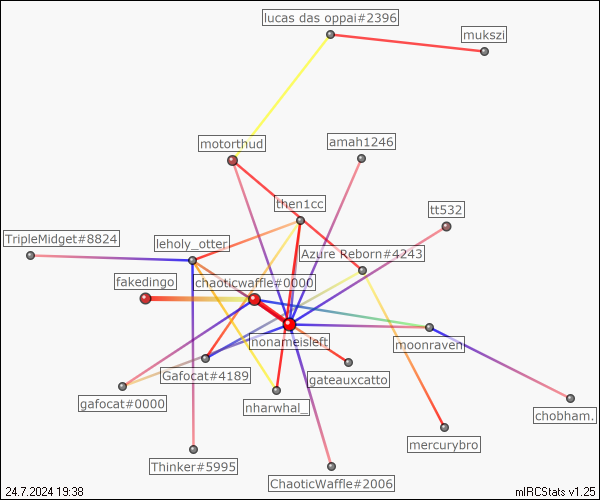 lucas das oppai#2396
mukszi
motorthud
amah1246
then1cc
tt532
TripleMidget#8824
leholy_otter
Azure Reborn#4243
fakedingo
chaoticwaffle#0000
nonameisleft
moonraven
Gafocat#4189
gateauxcatto
gafocat#0000
nharwhal_
chobham.
mercurybro
Thinker#5995
ChaoticWaffle#2006
24.7.2024 19:38
mIRCStats v1.25